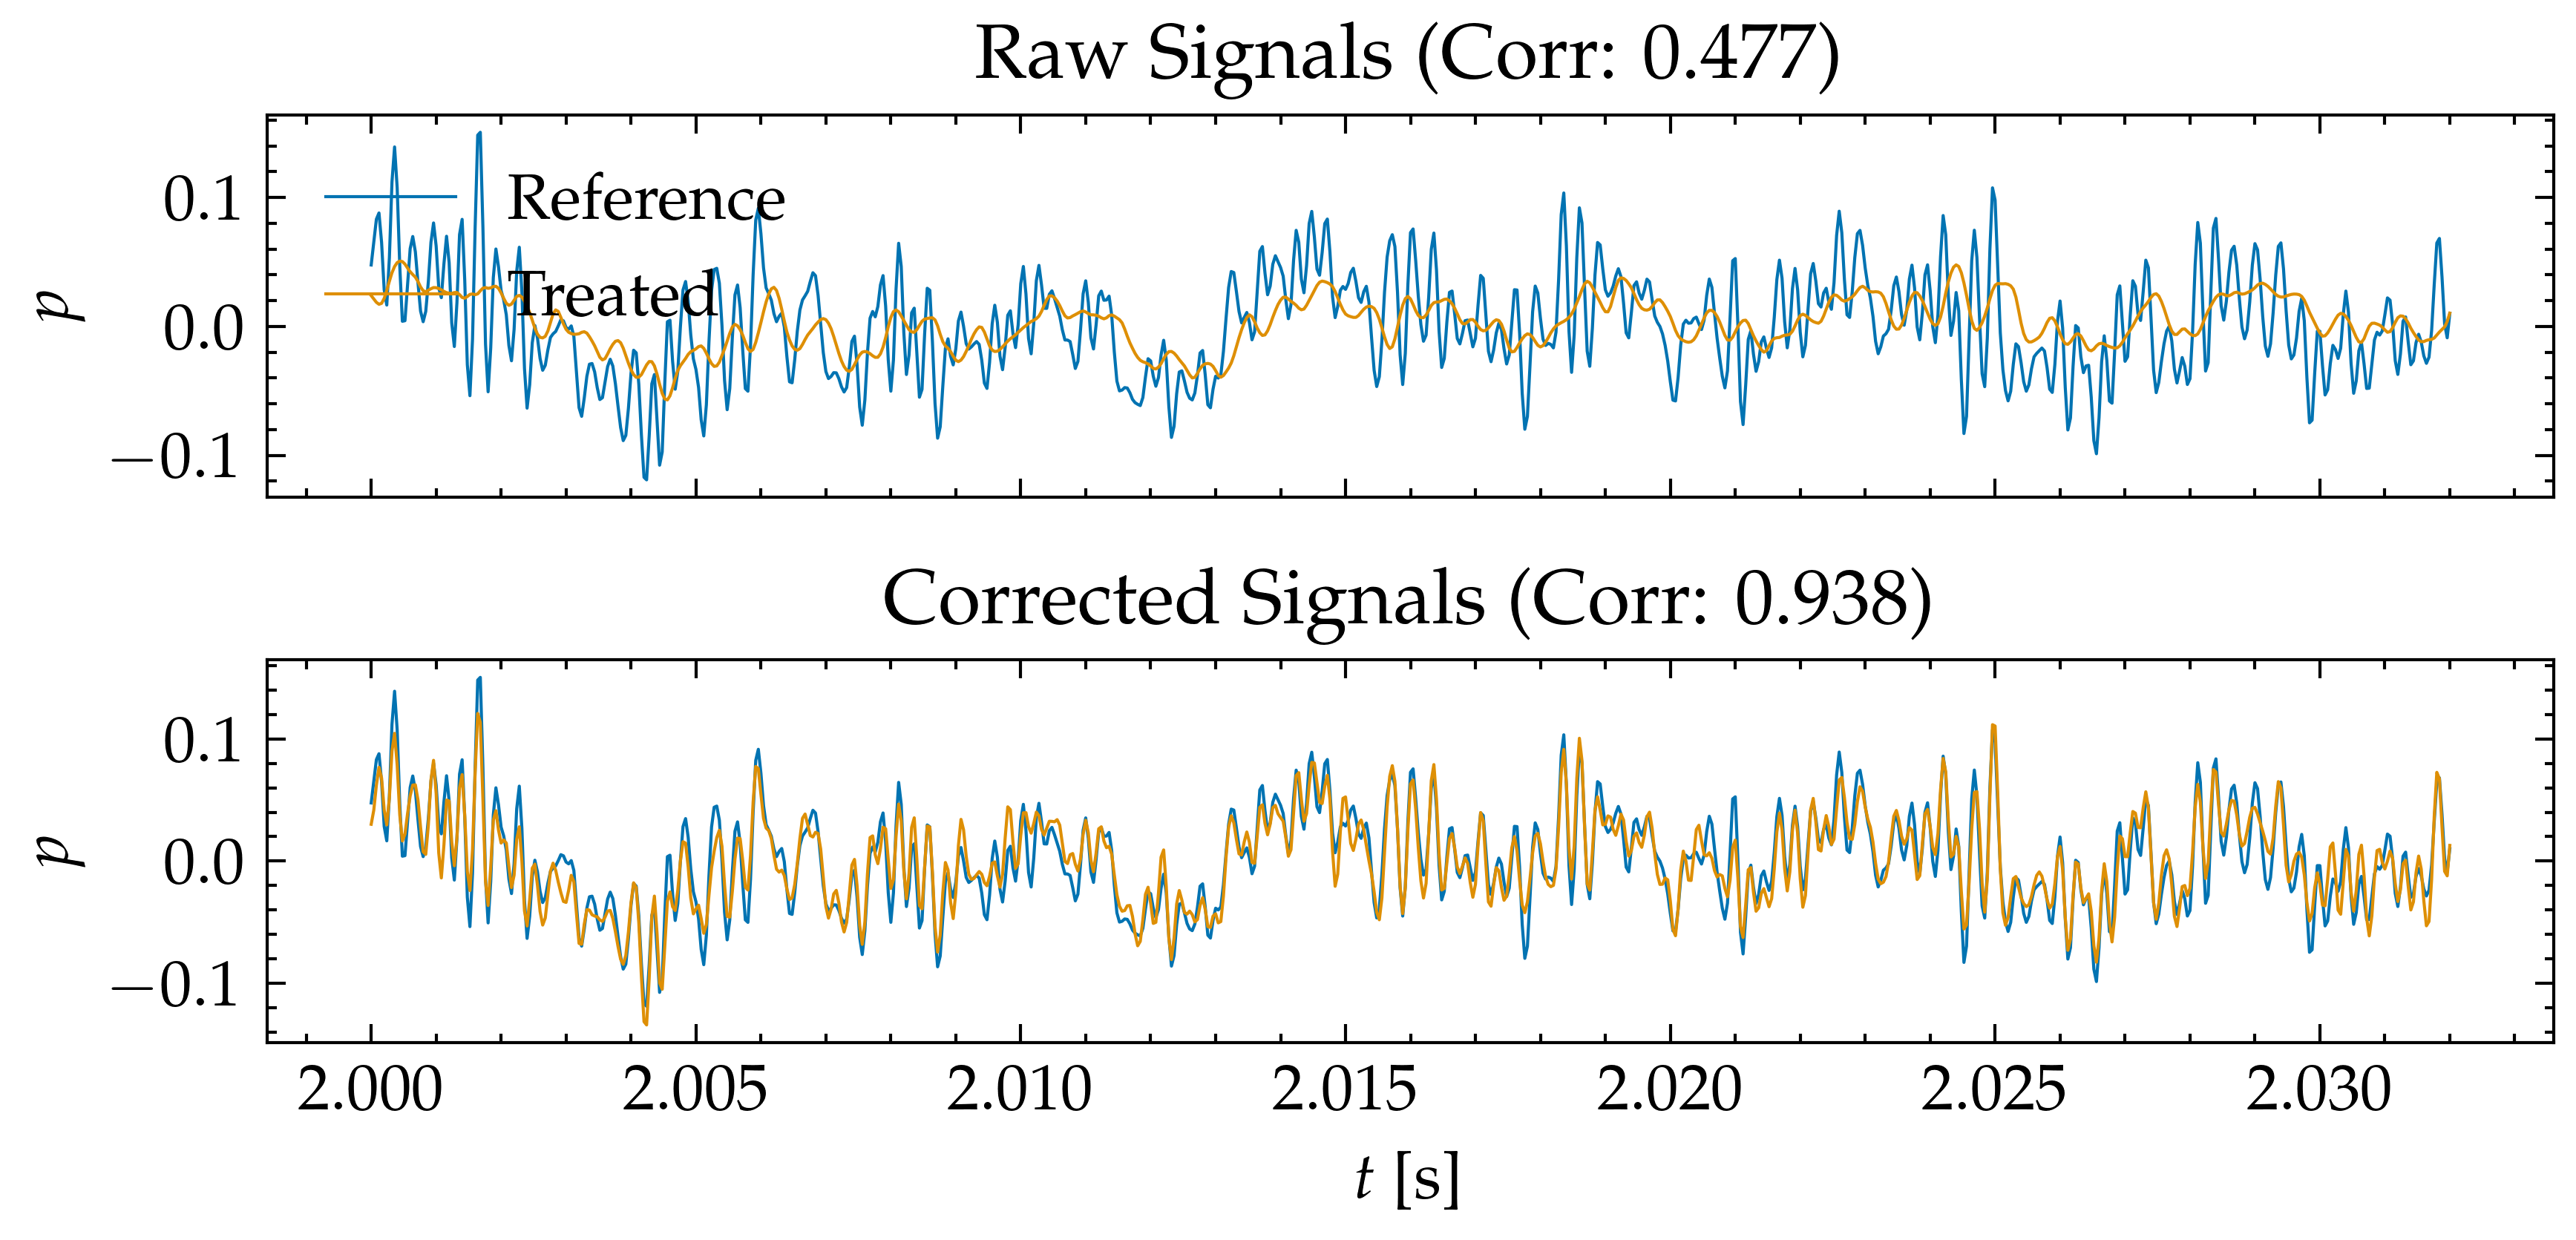 Raw Signals (Corr: 0.477)
0.1
0.0
−0.1
p
Reference
Treated
Corrected Signals (Corr: 0.938)
0.1
0.0
−0.1
p
2.000 2.005 2.010 2.015 2.020 2.025 2.030
t [s]